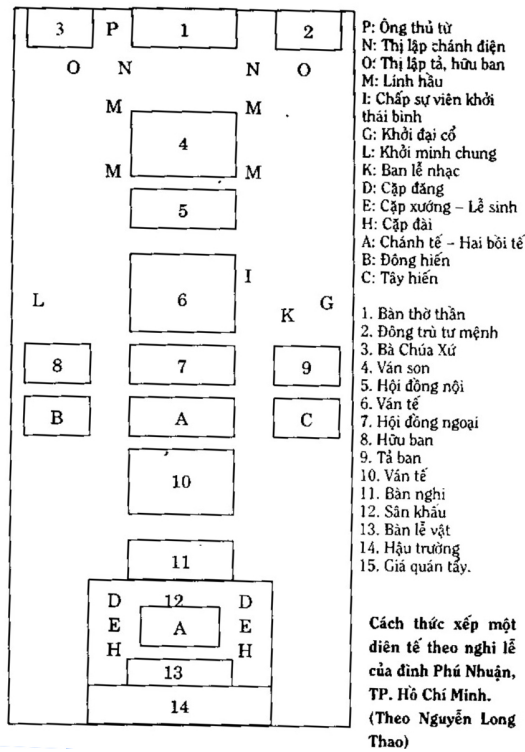 3 P 1 2
O N N O
M M
4
M M
5
I
6
L K G
8 7 9
B A C
10
11
D 12 D
E A E
H H
13
14
P: Ông thủ từ
N: Thị lập chánh điện
O: Thị lập tả, hữu ban
M: Lính hầu
I: Chấp sự viên khởi
thái bình
G: Khởi đại cổ
L: Khởi minh chung
K: Ban lễ nhạc
D: Cặp đăng
E: Cặp xướng – Lễ sinh
H: Cặp đài
A: Chánh tế – Hai bồi tế
B: Đông hiến
C: Tây hiến
1. Bàn thờ thần
2. Đông trù tư mệnh
3. Bà Chúa Xứ
4. Ván son
5. Hội đồng nội
6. Ván tế
7. Hội đồng ngoại
8. Hữu ban
9. Tả ban
10. Ván tế
11. Bàn nghi
12. Sân khấu
13. Bàn lễ vật
14. Hậu trường
15. Giá quán tẩy.
Cách thức xếp một
diên tế theo nghi lễ
của đình Phú Nhuận,
TP. Hồ Chí Minh.
(Theo Nguyễn Long
Thao)